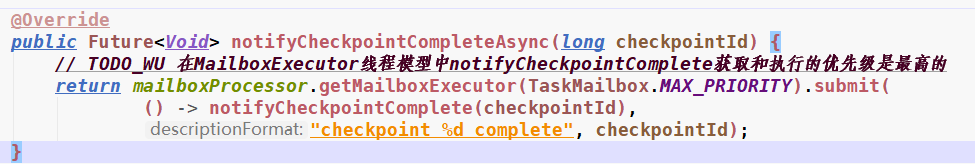 @Override
public Future<Void> notifyCheckpointCompleteAsync(long checkpointId) {
// TODO_WU 在MailboxExecutor线程模型中notifyCheckpointComplete获取和执行的优先级是最高的
return mailboxProcessor.getMailboxExecutor(TaskMailbox.MAX_PRIORITY).submit(
() -> notifyCheckpointComplete(checkpointId),
descriptionFormat: "checkpoint %d complete", checkpointId);
}